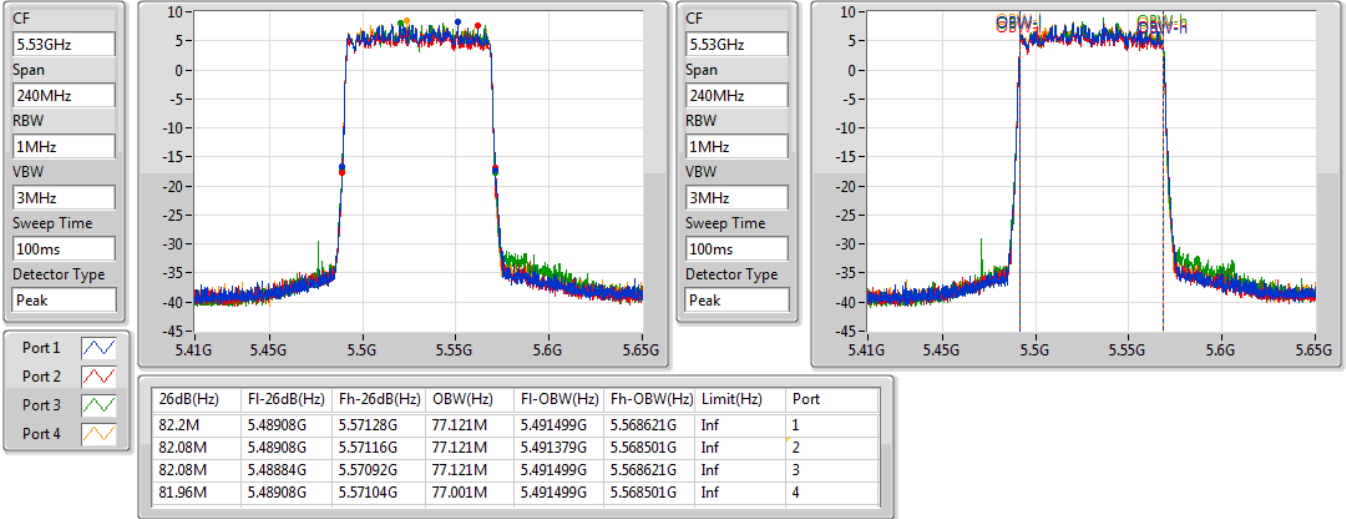 CF
5.53GHz
Span
240MHz
RBW
1MHz
VBW
3MHz
Sweep Time
100ms
Detector Type
Peak
10
5
0
-5
-10
-15
-20
-25
-30
-35
-40
-45
5.41G 5.45G 5.5G 5.55G 5.6G 5.65G
CF
5.53GHz
Span
240MHz
RBW
1MHz
VBW
3MHz
Sweep Time
100ms
Detector Type
Peak
10
5
0
-5
-10
-15
-20
-25
-30
-35
-40
-45
OBW-l OBW-h
5.41G 5.45G 5.5G 5.55G 5.6G 5.65G
Port 1
Port 2
Port 3
Port 4
26dB(Hz) Fl-26dB(Hz) Fh-26dB(Hz) OBW(Hz) Fl-OBW(Hz) Fh-OBW(Hz) Limit(Hz) Port
82.2M 5.48908G 5.57128G 77.121M 5.491499G 5.568621G Inf 1
82.08M 5.48908G 5.57116G 77.121M 5.491379G 5.568501G Inf 2
82.08M 5.48884G 5.57092G 77.121M 5.491499G 5.568621G Inf 3
81.96M 5.48908G 5.57104G 77.001M 5.491499G 5.568501G Inf 4